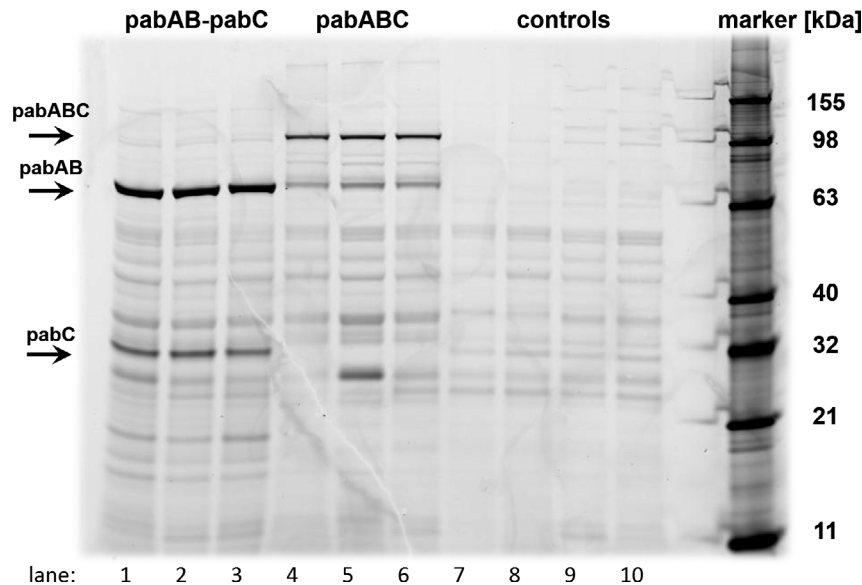 pabAB-pabC pabABC controls marker [kDa]
pabABC
155
98
pabAB
63
40
pabC
32
21
11
lane: 1 2 3 4 5 6 7 8 9 10